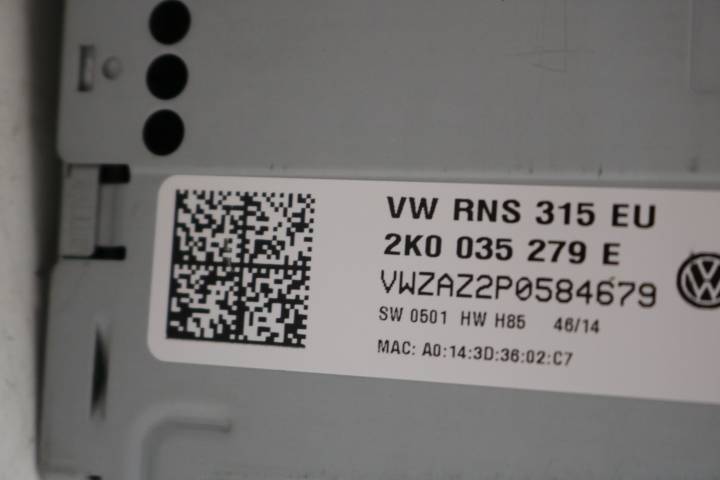 VW RNS 315 EU
2K0 035 279 E
VWZAZ2P0584679
SW 0501 HW H85 46/14
MAC: A0:14:3D:36:02:C7